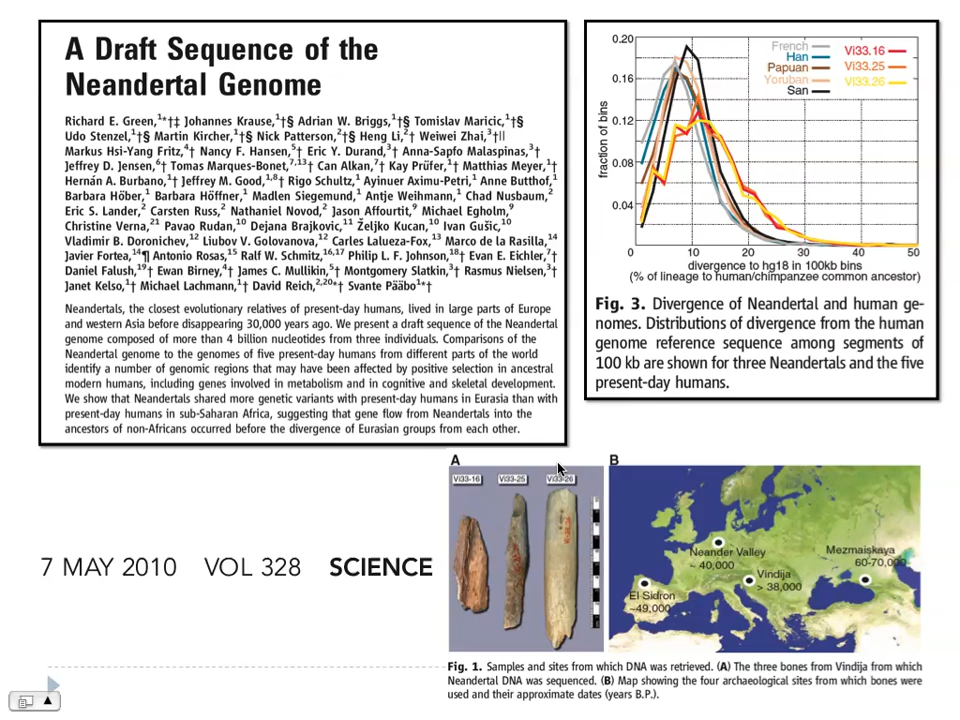 A Draft Sequence of the
Neandertal Genome
Richard E. Green,1*†‡ Johannes Krause,1†§ Adrian W. Briggs,1†§ Tomislav Maricic,1†§
Udo Stenzel,1†§ Martin Kircher,1†§ Nick Patterson,2†§ Heng Li,2† Weiwei Zhai,3†||
Markus Hsi-Yang Fritz,4† Nancy F. Hansen,5† Eric Y. Durand,3† Anna-Sapfo Malaspinas,3†
Jeffrey D. Jensen,6† Tomas Marques-Bonet,7,13† Can Alkan,7† Kay Prüfer,1† Matthias Meyer,1†
Hernán A. Burbano,1† Jeffrey M. Good,1,8† Rigo Schultz,1 Ayinuer Aximu-Petri,1 Anne Butthof,1
Barbara Höber,1 Barbara Höffner,1 Madlen Siegemund,1 Antje Weihmann,1 Chad Nusbaum,2
Eric S. Lander,2 Carsten Russ,2 Nathaniel Novod,2 Jason Affourtit,9 Michael Egholm,9
Christine Verna,21 Pavao Rudan,10 Dejana Brajkovic,11 Željko Kucan,10 Ivan Gušic,10
Vladimir B. Doronichev,12 Liubov V. Golovanova,12 Carles Lalueza-Fox,13 Marco de la Rasilla,14
Javier Fortea,14¶ Antonio Rosas,15 Ralf W. Schmitz,16,17 Philip L. F. Johnson,18† Evan E. Eichler,7†
Daniel Falush,19† Ewan Birney,4† James C. Mullikin,5† Montgomery Slatkin,3† Rasmus Nielsen,3†
Janet Kelso,1† Michael Lachmann,1† David Reich,2,20*† Svante Pääbo1*†
Neandertals, the closest evolutionary relatives of present-day humans, lived in large parts of Europe
and western Asia before disappearing 30,000 years ago. We present a draft sequence of the Neandertal
genome composed of more than 4 billion nucleotides from three individuals. Comparisons of the
Neandertal genome to the genomes of five present-day humans from different parts of the world
identify a number of genomic regions that may have been affected by positive selection in ancestral
modern humans, including genes involved in metabolism and in cognitive and skeletal development.
We show that Neandertals shared more genetic variants with present-day humans in Eurasia than with
present-day humans in sub-Saharan Africa, suggesting that gene flow from Neandertals into the
ancestors of non-Africans occurred before the divergence of Eurasian groups from each other.
fraction of bins
0.20
0.16
0.12
0.08
0.04
0
French
Han
Papuan
Yoruban
San
Vi33.16
Vi33.25
Vi33.26
0 10 20 30 40 50
divergence to hg18 in 100kb bins
(% of lineage to human/chimpanzee common ancestor)
Fig. 3. Divergence of Neandertal and human ge-
nomes. Distributions of divergence from the human
genome reference sequence among segments of
100 kb are shown for three Neandertals and the five
present-day humans.
7 MAY 2010 VOL 328 SCIENCE
A
Vi33-16 Vi33-25 Vi33-26
B
Neander Valley
~ 40,000
Mezmaiskaya
60-70,000
Vindija
> 38,000
El Sidron
~49,000
Fig. 1. Samples and sites from which DNA was retrieved. (A) The three bones from Vindija from which
Neandertal DNA was sequenced. (B) Map showing the four archaeological sites from which bones were
used and their approximate dates (years B.P.).